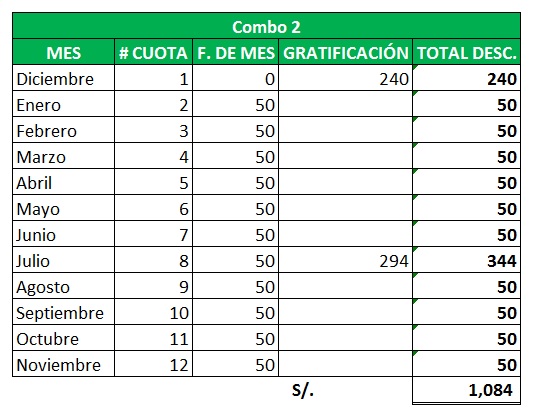 Combo 2
MES # CUOTA F. DE MES GRATIFICACIÓN TOTAL DESC.
Diciembre 1 0 240 240
Enero 2 50 50
Febrero 3 50 50
Marzo 4 50 50
Abril 5 50 50
Mayo 6 50 50
Junio 7 50 50
Julio 8 50 294 344
Agosto 9 50 50
Septiembre 10 50 50
Octubre 11 50 50
Noviembre 12 50 50
S/. 1,084